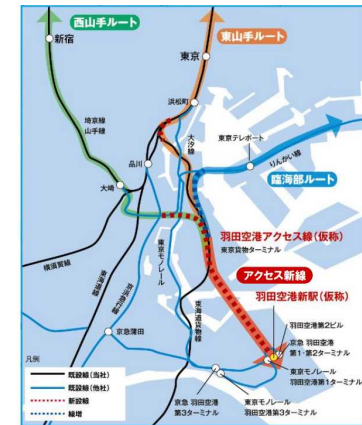 西山手ルート
東山手ルート
新宿
東京
浜松町
埼京線
山手線
大汐線
東京テレポート
りんかい線
品川
臨海部ルート
大崎
羽田空港アクセス線(仮称)
東京貨物ターミナル
横須賀線
東海道線
京浜急行線
東京モノレール
東海道貨物線
アクセス新線
羽田空港新駅(仮称)
京急蒲田
羽田空港第2ビル
京急 羽田空港
第1・第2ターミナル
東京モノレール
羽田空港第1ターミナル
京急 羽田空港
第3ターミナル
東京モノレール
羽田空港第3ターミナル
凡例
既設線(当社)
既設線(他社)
新設線
線増